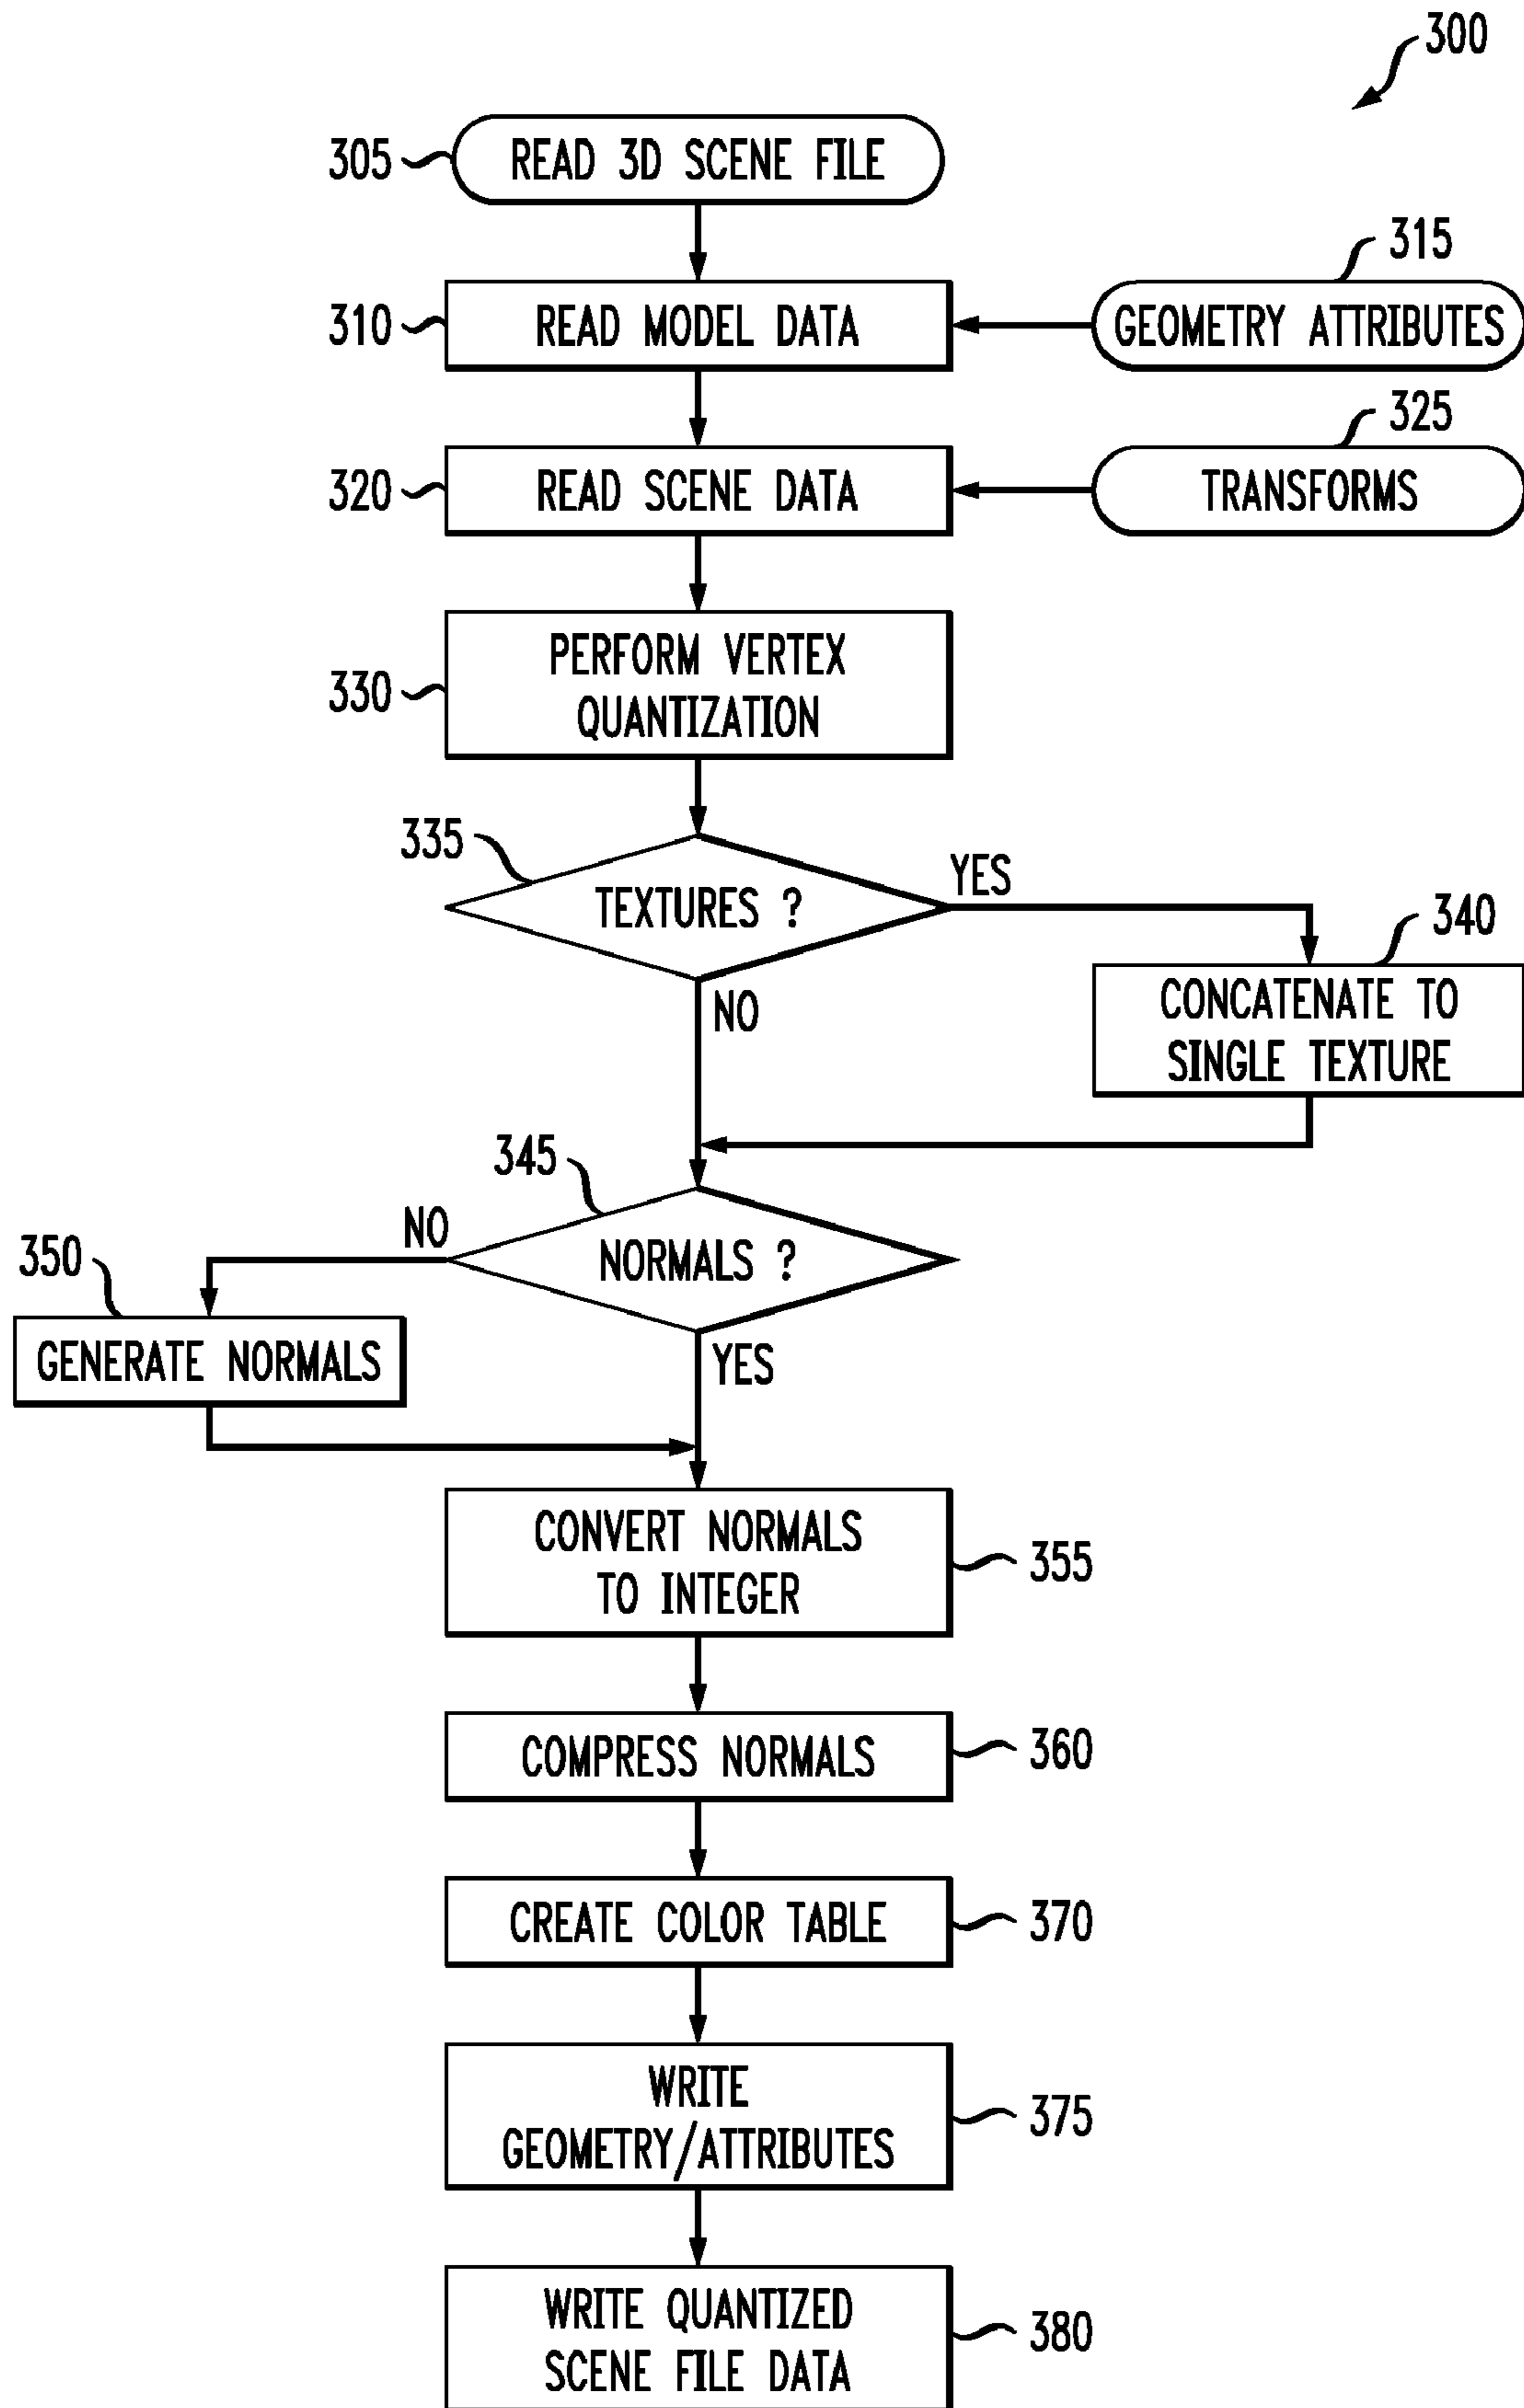 300
305
READ 3D SCENE FILE
315
310
READ MODEL DATA
GEOMETRY ATTRIBUTES
325
320
READ SCENE DATA
TRANSFORMS
330
PERFORM VERTEX
QUANTIZATION
335
TEXTURES ?
YES
NO
340
CONCATENATE TO
SINGLE TEXTURE
345
NORMALS ?
NO
YES
350
GENERATE NORMALS
CONVERT NORMALS
TO INTEGER
355
COMPRESS NORMALS
360
CREATE COLOR TABLE
370
WRITE
GEOMETRY/ATTRIBUTES
375
WRITE QUANTIZED
SCENE FILE DATA
380